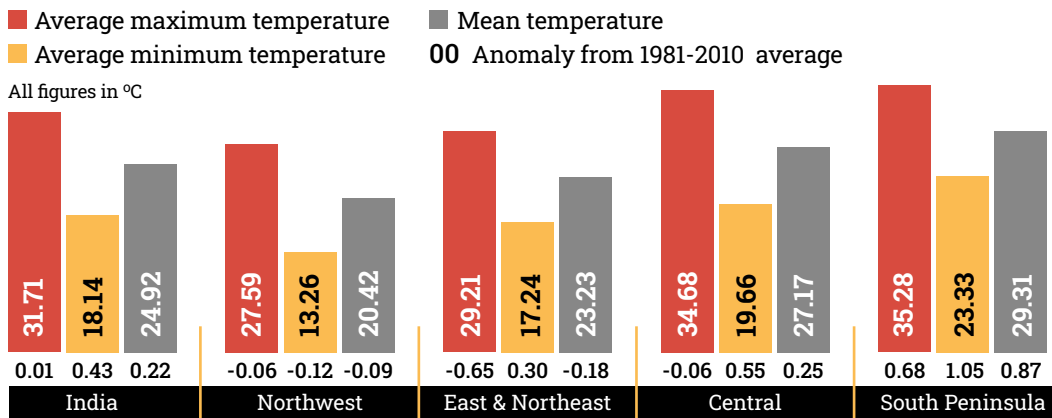 Average maximum temperature
Mean temperature
Average minimum temperature
00 Anomaly from 1981-2010 average
All figures in ºC
31.71 18.14 24.92
27.59 13.26 20.42
29.21 17.24 23.23
34.68 19.66 27.17
35.28 23.33 29.31
0.01 0.43 0.22
-0.06 -0.12 -0.09
-0.65 0.30 -0.18
-0.06 0.55 0.25
0.68 1.05 0.87
India
Northwest
East & Northeast
Central
South Peninsula